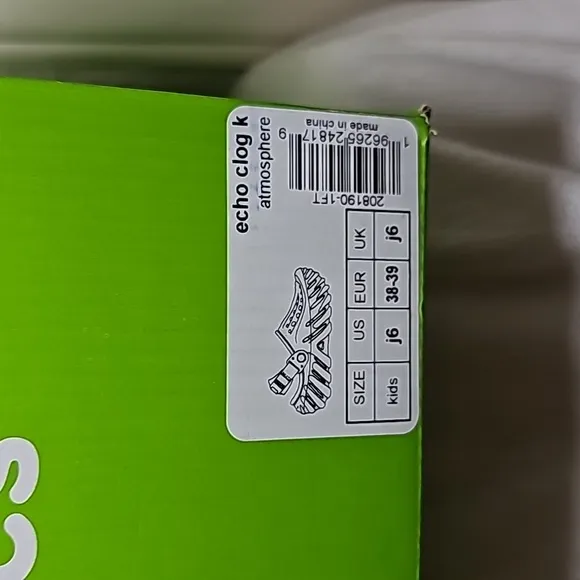 echo clog k
atmosphere
208190-1FT
1 96265 24817 9
made in china
SIZE US EUR UK
kids j6 38-39 j6
cs